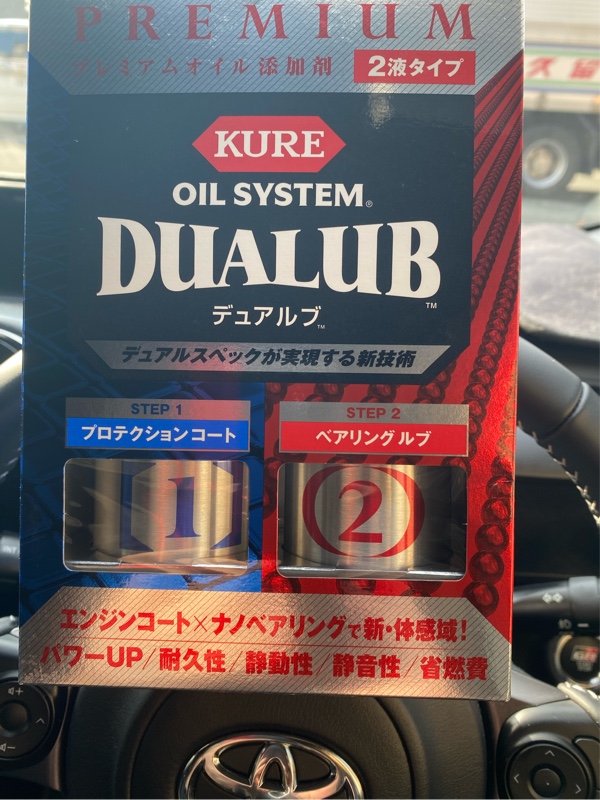 PREMIUM
プレミアムオイル添加剤
2液タイプ
KURE
OIL SYSTEM®
DUALUB™
デュアルブ™
デュアルスペックが実現する新技術
STEP 1
プロテクションコート
STEP 2
ベアリングルブ
1
2
エンジンコート×ナノベアリングで新・体感域!
パワーUP/耐久性/静動性/静音性/省燃費
久留